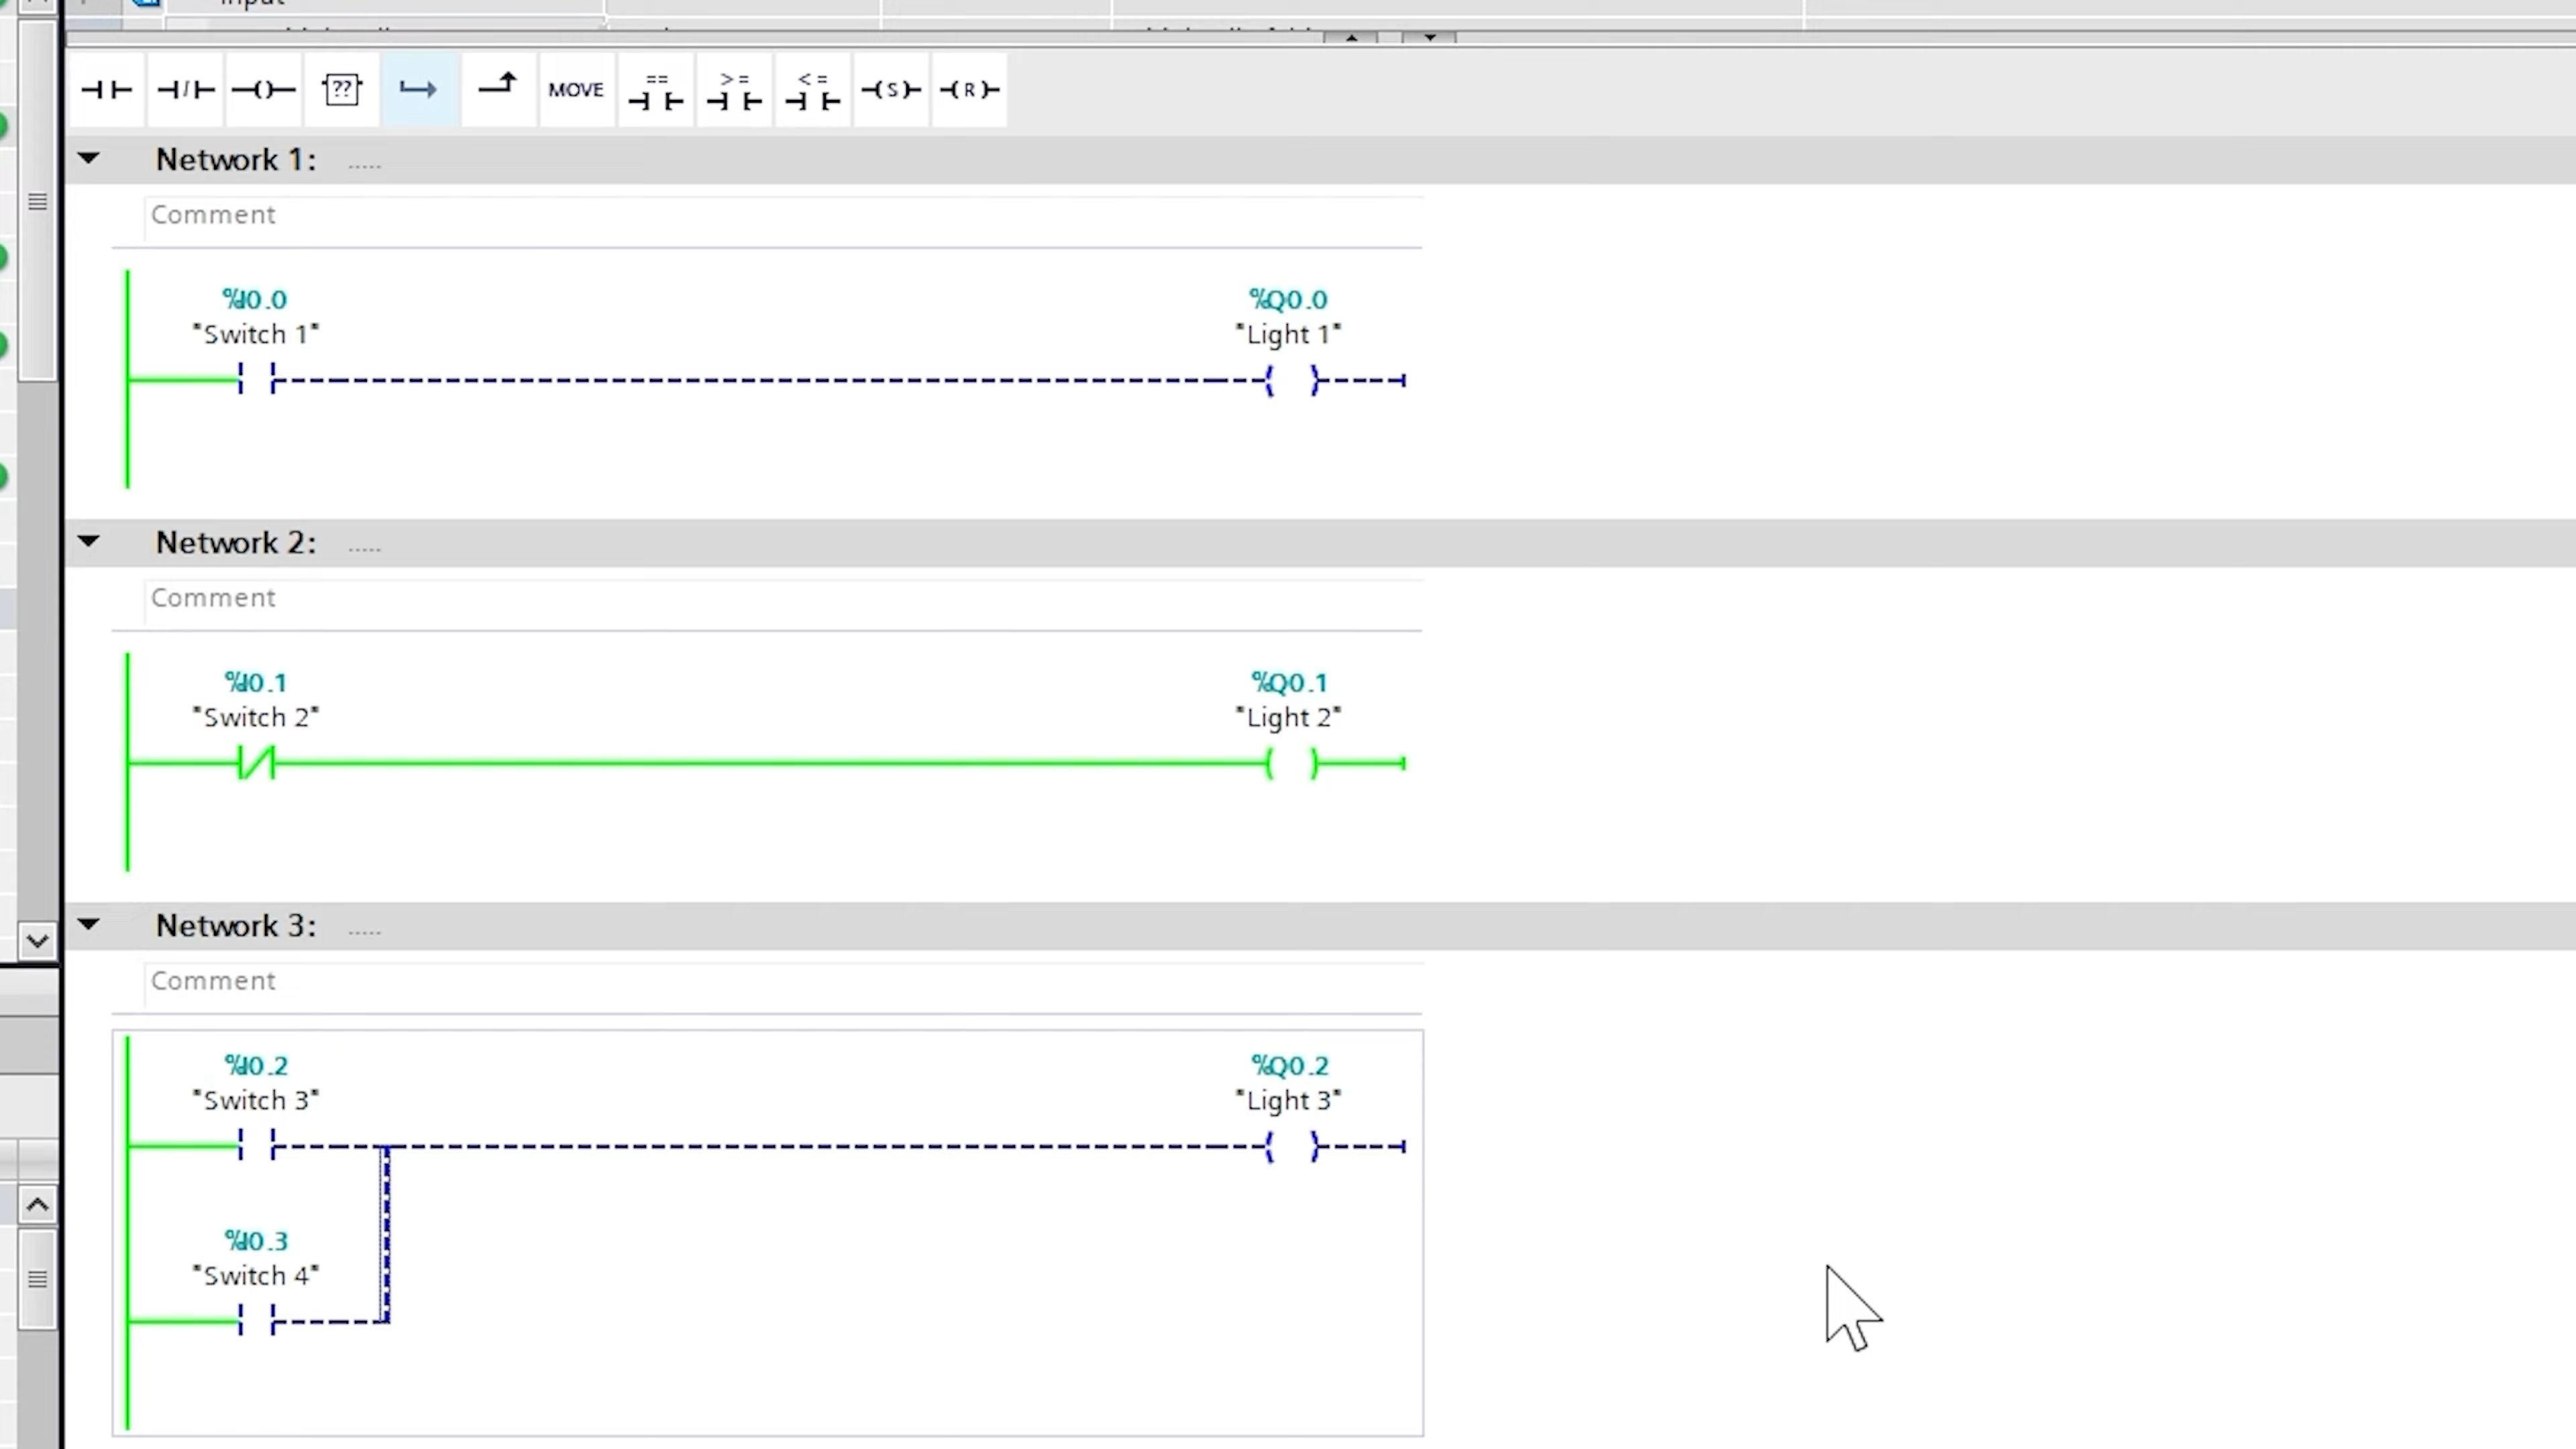 Input
?? MOVE == >= <= S R
Network 1: .....
Comment
%I0.0 %Q0.0
"Switch 1" "Light 1"
Network 2: .....
Comment
%I0.1 %Q0.1
"Switch 2" "Light 2"
Network 3: .....
Comment
%I0.2 %Q0.2
"Switch 3" "Light 3"
%I0.3
"Switch 4"